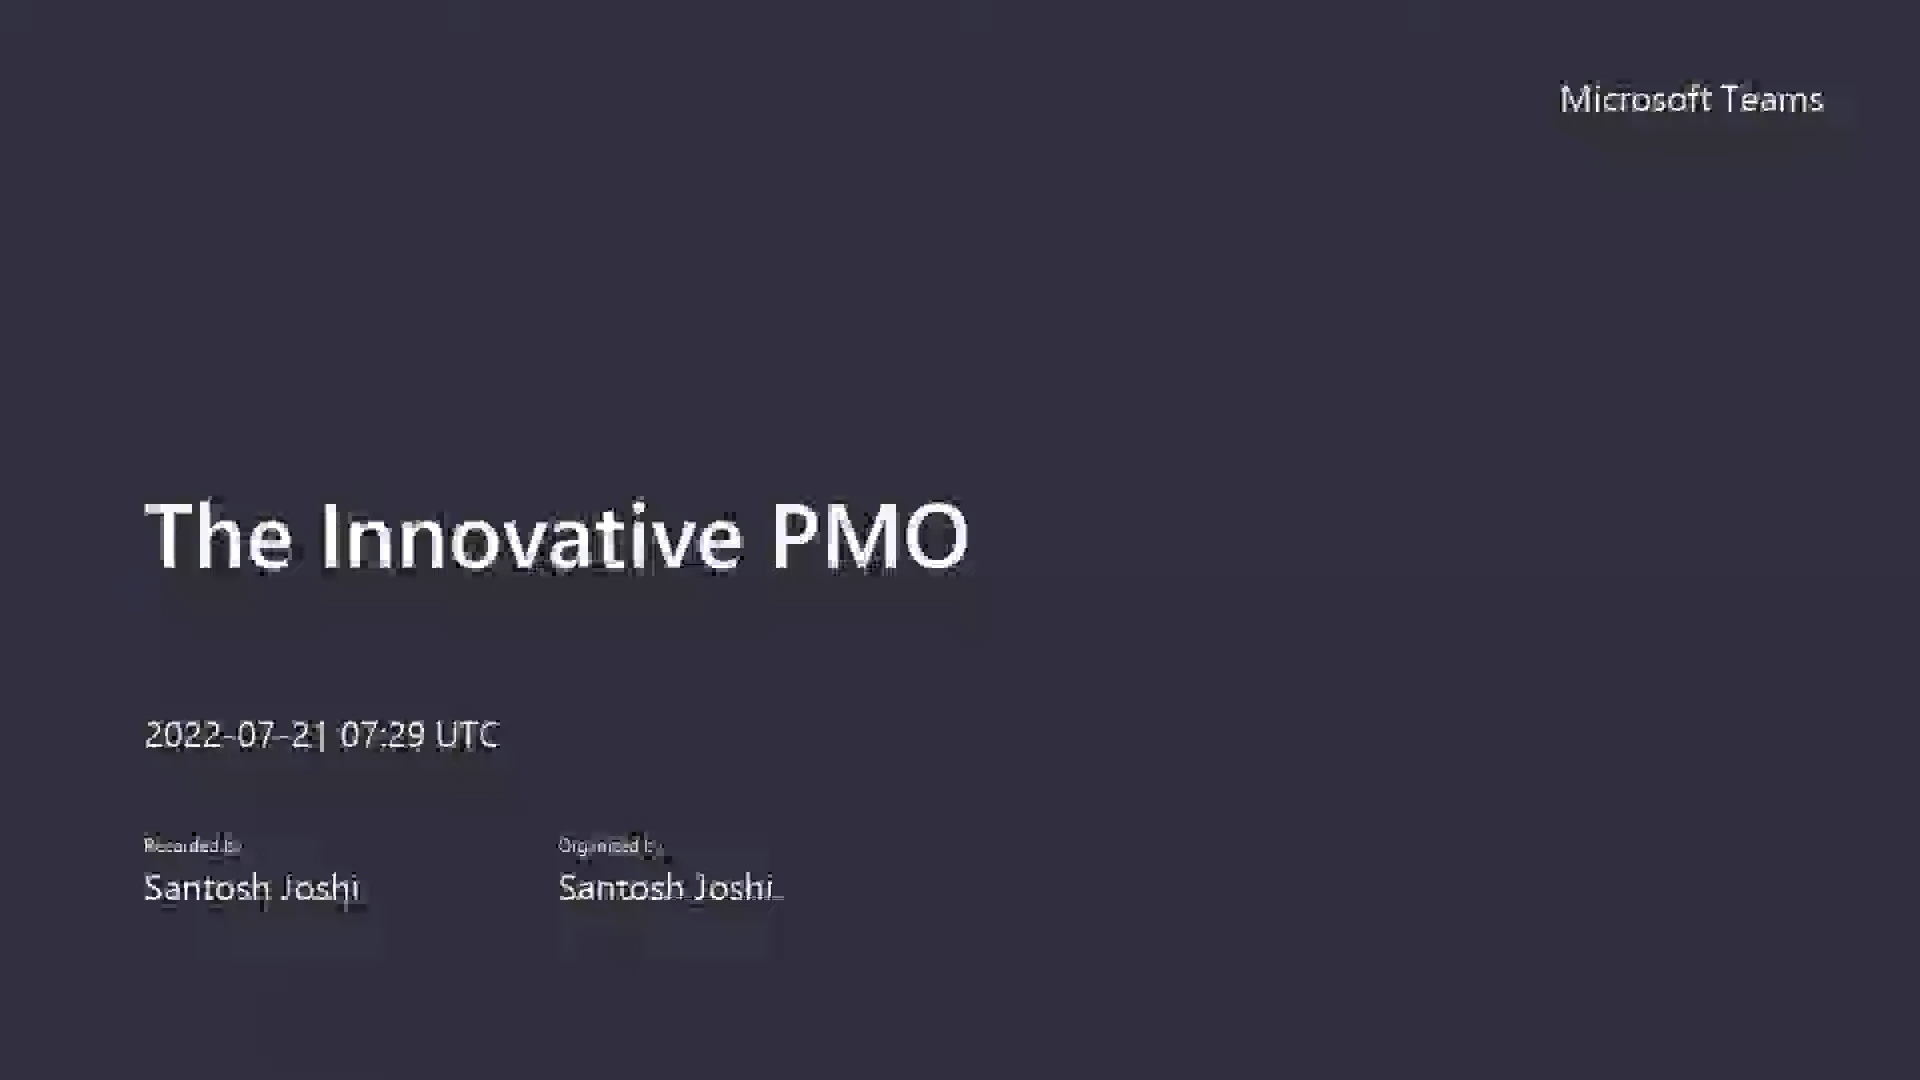 Microsoft Teams
The Innovative PMO
2022-07-21 07:29 UTC
Recorded by
Organized by
Santosh Joshi
Santosh Joshi